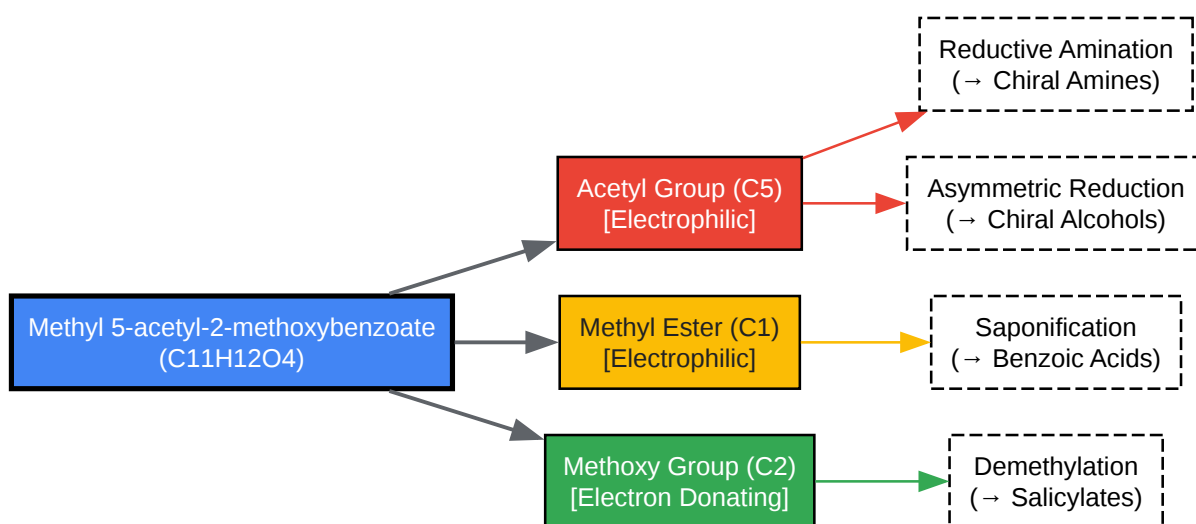 Methyl 5-acetyl-2-methoxybenzoate
(C11H12O4)
Acetyl Group (C5)
[Electrophilic]
Reductive Amination
(→ Chiral Amines)
Asymmetric Reduction
(→ Chiral Alcohols)
Methyl Ester (C1)
[Electrophilic]
Saponification
(→ Benzoic Acids)
Methoxy Group (C2)
[Electron Donating]
Demethylation
(→ Salicylates)